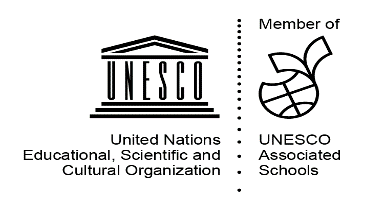 UNESCO
United Nations
Educational, Scientific and
Cultural Organization
Member of
UNESCO
Associated
Schools